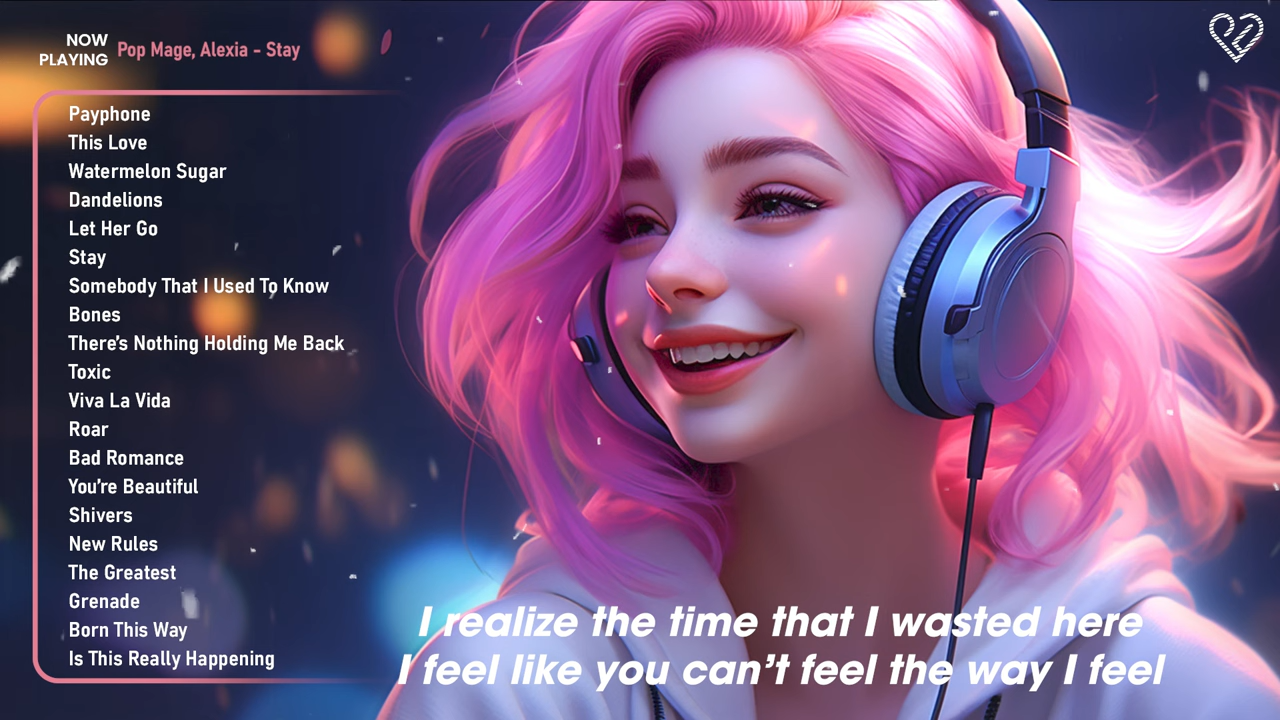 NOW
PLAYING
Pop Mage, Alexia - Stay
Payphone
This Love
Watermelon Sugar
Dandelions
Let Her Go
Stay
Somebody That I Used To Know
Bones
There's Nothing Holding Me Back
Toxic
Viva La Vida
Roar
Bad Romance
You're Beautiful
Shivers
New Rules
The Greatest
Grenade
Born This Way
Is This Really Happening
I realize the time that I wasted here
I feel like you can't feel the way I feel